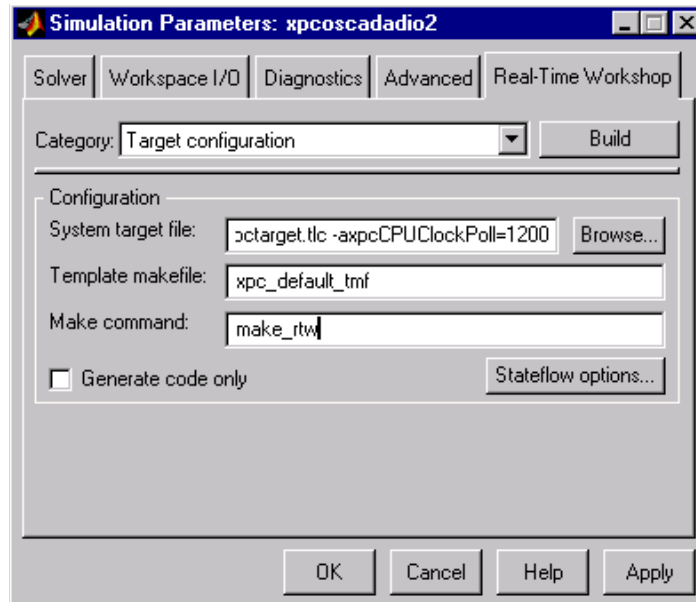 Simulation Parameters: xpcoscadadio2
Solver Workspace I/O Diagnostics Advanced Real-Time Workshop
Category: Target configuration Build
Configuration
System target file: pctarget.tlc -axpcCPUClockPoll=1200 Browse...
Template makefile: xpc_default_tmf
Make command: make_rtw
Generate code only Stateflow options...
OK Cancel Help Apply